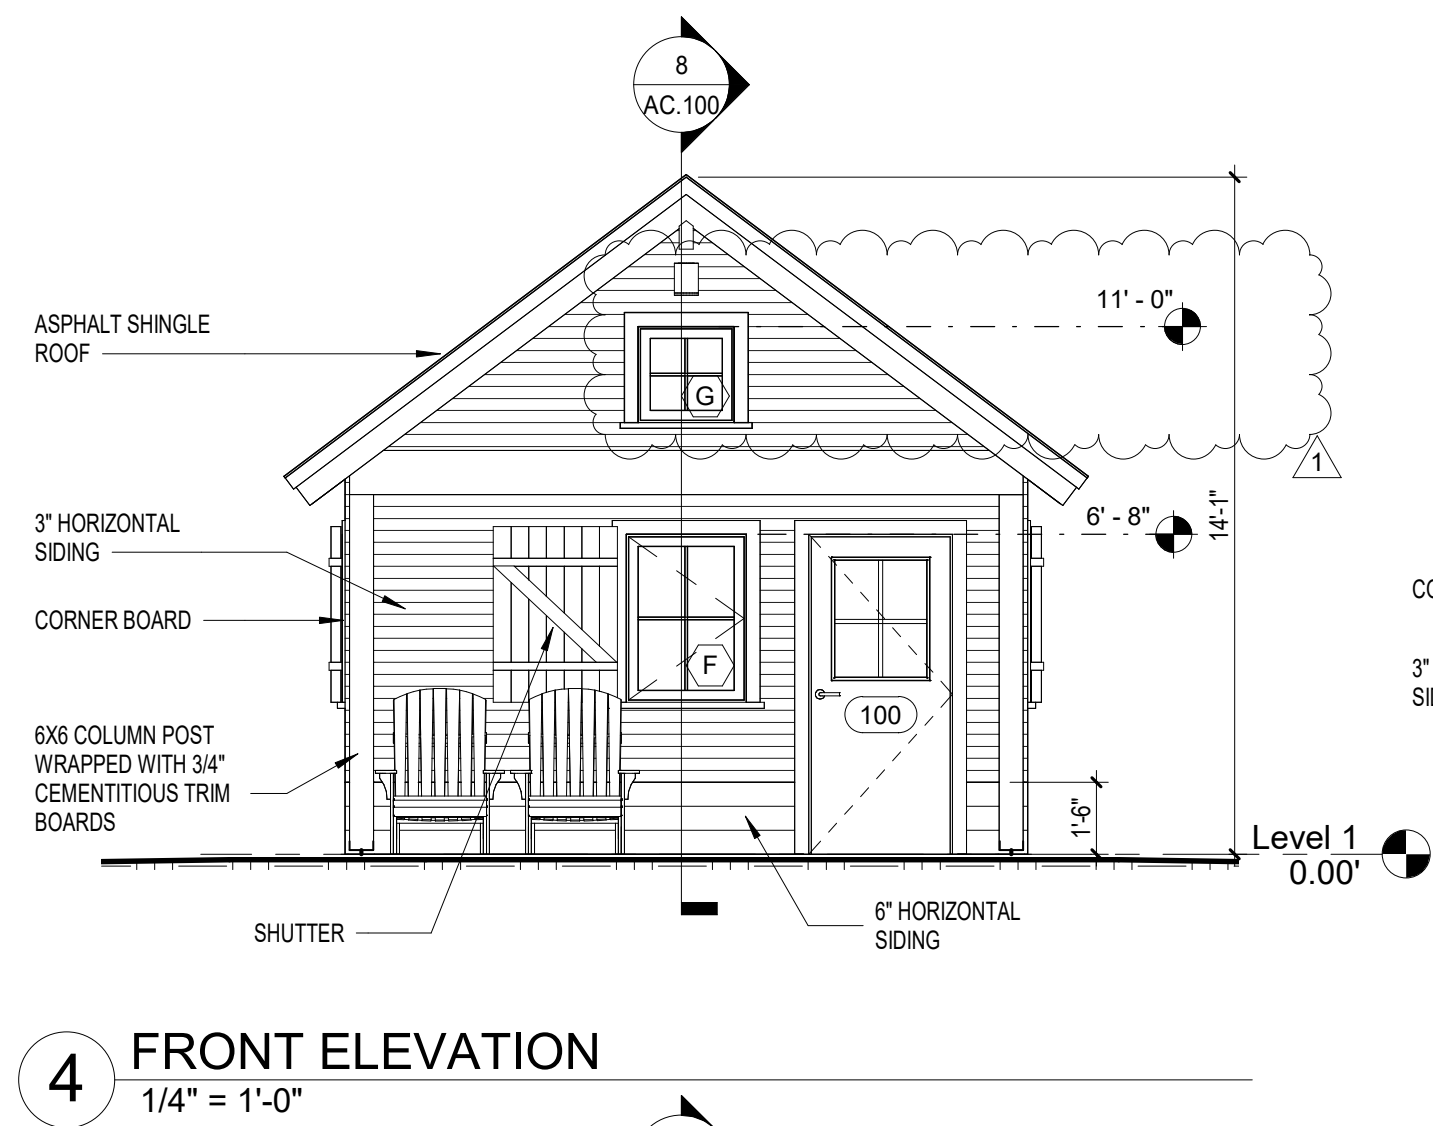 8
AC.100
11' - 0"
ASPHALT SHINGLE
ROOF
G
1
3" HORIZONTAL
SIDING
6' - 8"
14'-1"
CORNER BOARD
F
100
6X6 COLUMN POST
WRAPPED WITH 3/4"
CEMENTITIOUS TRIM
BOARDS
1'-6"
Level 1
0.00'
SHUTTER
6" HORIZONTAL
SIDING
3"
4
FRONT ELEVATION
1/4" = 1'-0"